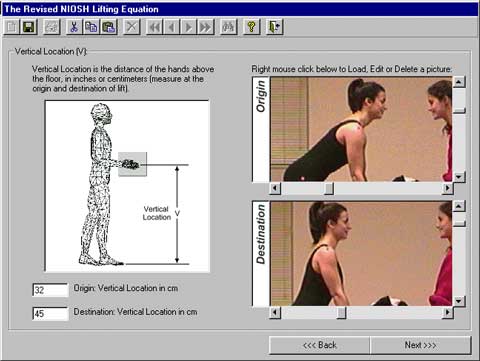 The Revised NIOSH Lifting Equation
Vertical Location (V):
Vertical Location is the distance of the hands above
the floor, in inches or centimeters (measure at the
origin and destination of lift).
Right mouse click below to Load, Edit or Delete a picture:
Origin
Vertical
Location
V
Destination
32
Origin: Vertical Location in cm
45
Destination: Vertical Location in cm
<<< Back
Next >>>